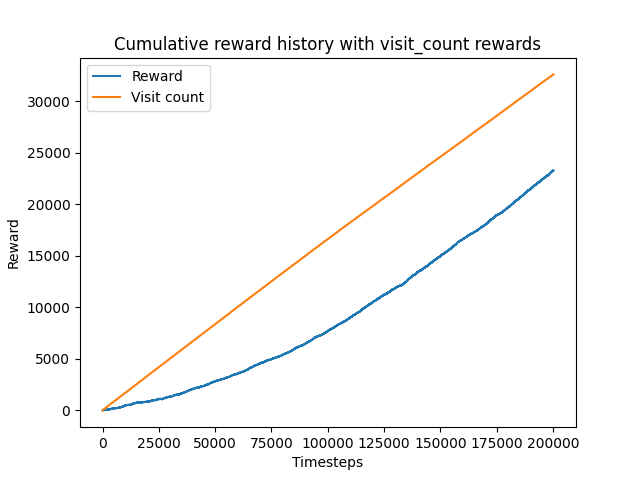 Cumulative reward history with visit_count rewards
Reward
Visit count
30000
25000
20000
15000
10000
5000
0
Reward
0 25000 50000 75000 100000 125000 150000 175000 200000
Timesteps